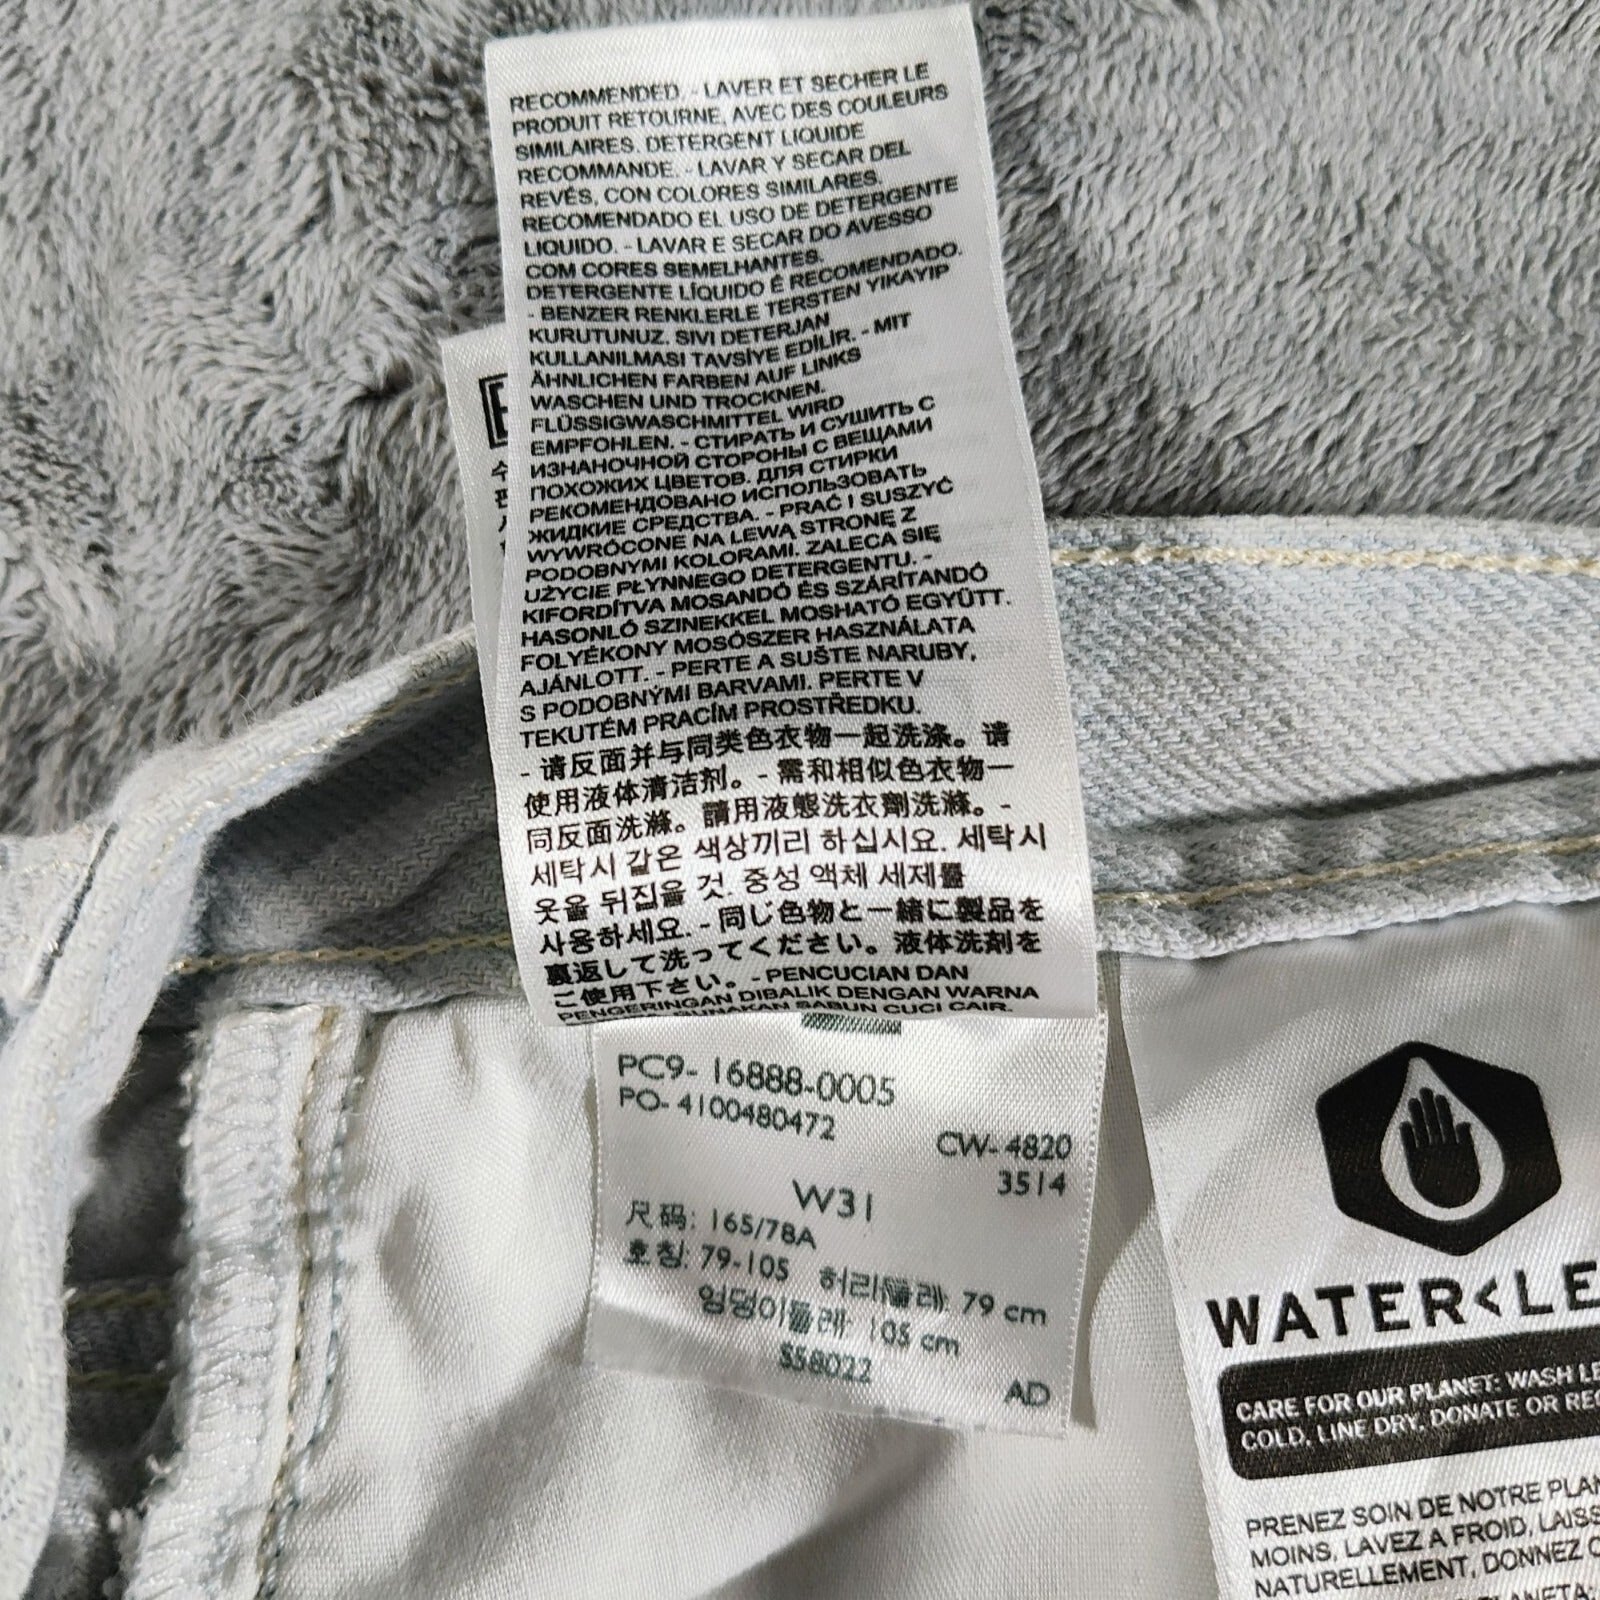 RECOMMENDED. - LAVER ET SECHER LE
PRODUIT RETOURNE, AVEC DES COULEURS
SIMILAIRES. DETERGENT LIQUIDE
RECOMMANDE. - LAVAR Y SECAR DEL
REVÉS, CON COLORES SIMILARES.
RECOMENDADO EL USO DE DETERGENTE
LIQUIDO. - LAVAR E SECAR DO AVESSO
COM CORES SEMELHANTES.
DETERGENTE LÍQUIDO É RECOMENDADO.
- BENZER RENKLERLE TERSTEN YIKAYIP
KURUTUNUZ. SIVI DETERJAN
KULLANILMASI TAVSİYE EDİLİR. - MIT
ÄHNLICHEN FARBEN AUF LINKS
WASCHEN UND TROCKNEN.
FLÜSSIGWASCHMITTEL WIRD
EMPFOHLEN. - СТИРАТЬ И СУШИТЬ С
ИЗНАНОЧНОЙ СТОРОНЫ С ВЕЩАМИ
ПОХОЖИХ ЦВЕТОВ. ДЛЯ СТИРКИ
РЕКОМЕНДОВАНО ИСПОЛЬЗОВАТЬ
ЖИДКИЕ СРЕДСТВА. - PRAĆ I SUSZYĆ
WYWRÓCONE NA LEWĄ STRONĘ Z
PODOBNYMI KOLORAMI. ZALECA SIĘ
UŻYCIE PŁYNNEGO DETERGENTU. -
KIFORDÍTVA MOSANDÓ ÉS SZÁRÍTANDÓ
HASONLÓ SZINEKKEL MOSHATÓ EGYÜTT.
FOLYÉKONY MOSÓSZER HASZNÁLATA
AJÁNLOTT. - PERTE A SUŠTE NARUBY,
S PODOBNÝMI BARVAMI. PERTE V
TEKUTÉM PRACÍM PROSTŘEDKU.
- 请反面并与同类色衣物一起洗涤。请
使用液体清洁剂。- 需和相似色衣物一
同反面洗滌。請用液態洗衣劑洗滌。-
세탁시 같은 색상끼리 하십시요. 세탁시
옷을 뒤집을 것. 중성 액체 세제를
사용하세요. - 同じ色物と一緒に製品を
裏返して洗ってください。液体洗剤を
ご使用下さい。- PENCUCIAN DAN
PENGERINGAN DIBALIK DENGAN WARNA
GUNAKAN SABUN CUCI CAIR.
PC9- 16888-0005
PO- 4100480472
CW- 4820
3514
W31
尺码: 165/78A
호칭: 79-105 허리둘레: 79 cm
엉덩이둘레: 105 cm
S58022
AD
WATER<LE
CARE FOR OUR PLANET: WASH LE
COLD, LINE DRY, DONATE OR REC
PRENEZ SOIN DE NOTRE PLAN
MOINS, LAVEZ A FROID, LAISS
NATURELLEMENT, DONNEZ O